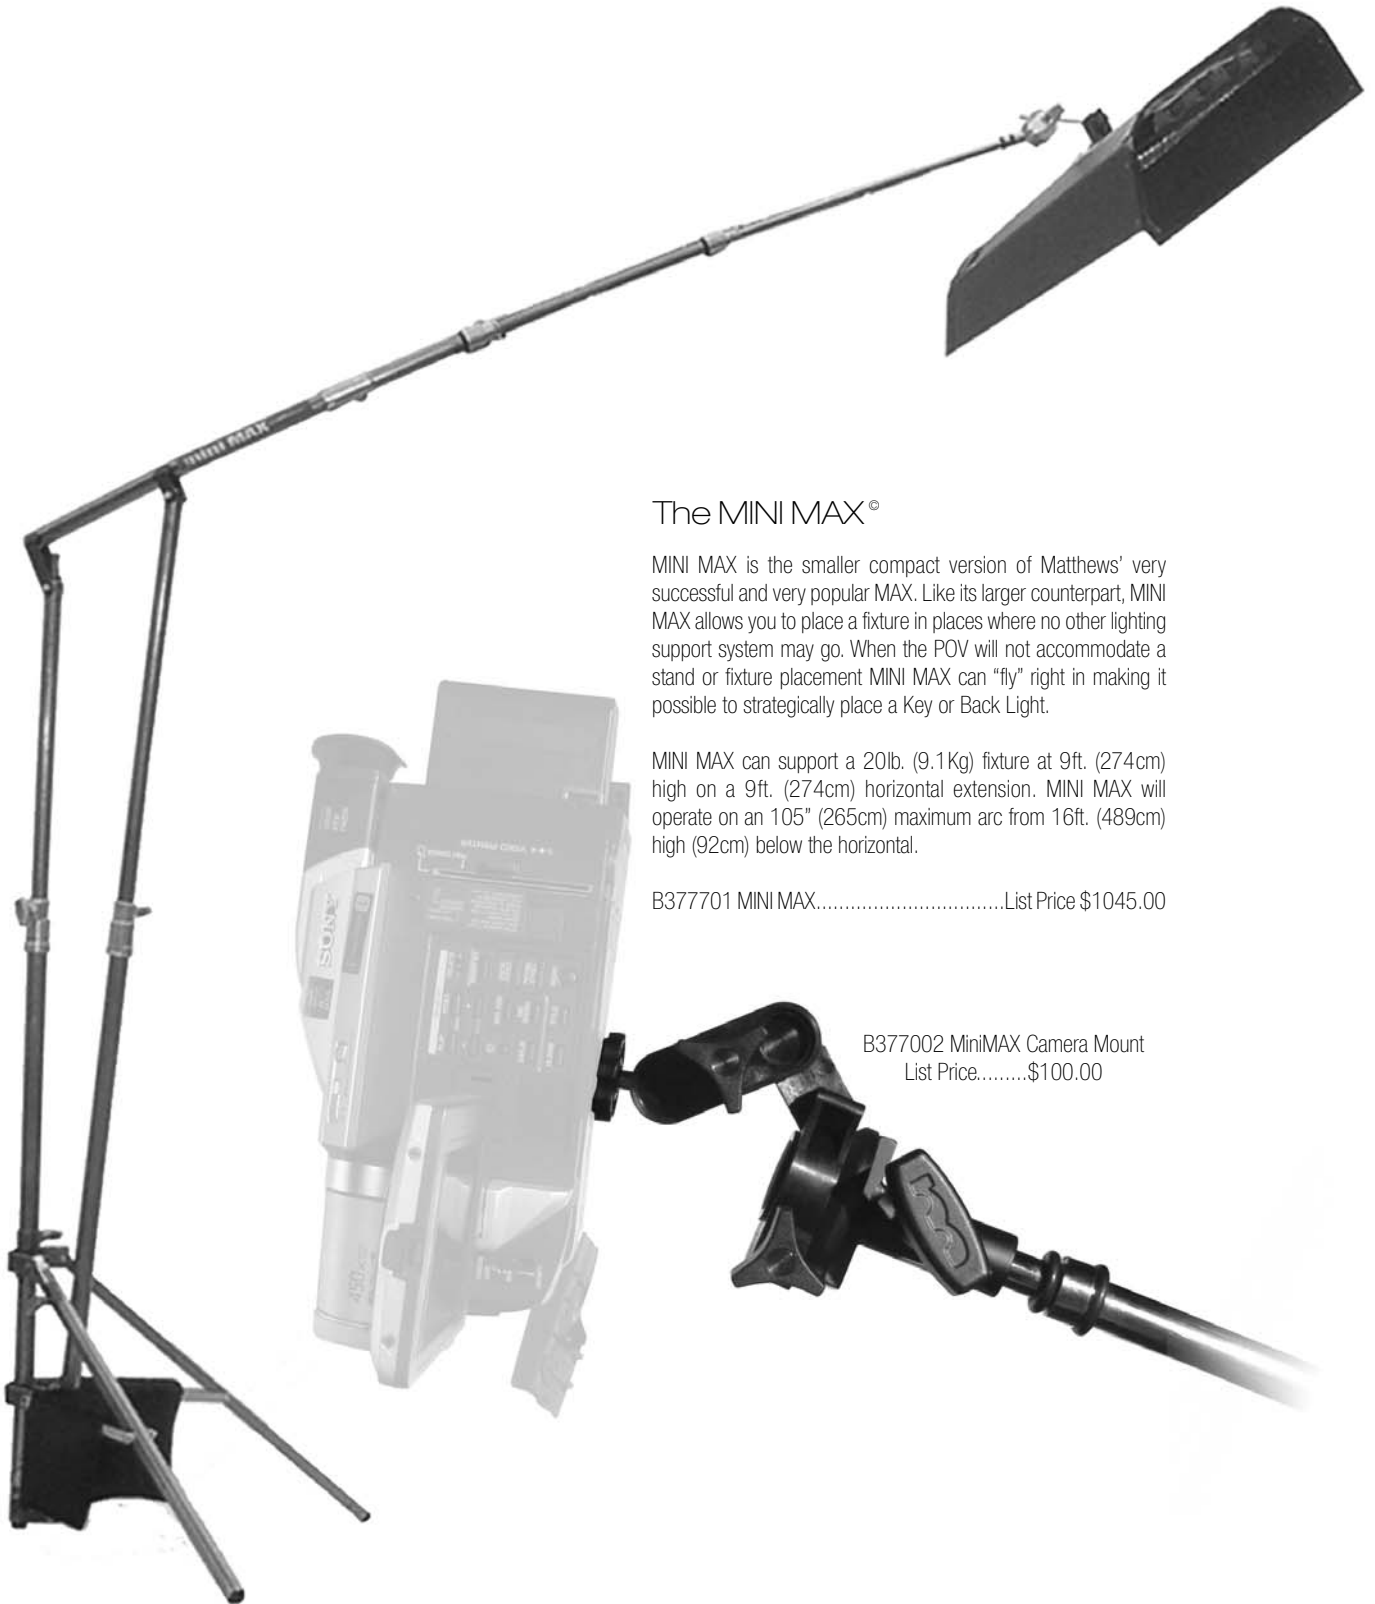 mini MAX
The MINI MAX©
MINI MAX is the smaller compact version of Matthews’ very
successful and very popular MAX. Like its larger counterpart, MINI
MAX allows you to place a fixture in places where no other lighting
support system may go. When the POV will not accommodate a
stand or fixture placement MINI MAX can “fly” right in making it
possible to strategically place a Key or Back Light.
MINI MAX can support a 20lb. (9.1Kg) fixture at 9ft. (274cm)
high on a 9ft. (274cm) horizontal extension. MINI MAX will
operate on an 105” (265cm) maximum arc from 16ft. (489cm)
high (92cm) below the horizontal.
B377701 MINI MAX.................................List Price $1045.00
SONY
450
B377002 MiniMAX Camera Mount
List Price.........$100.00